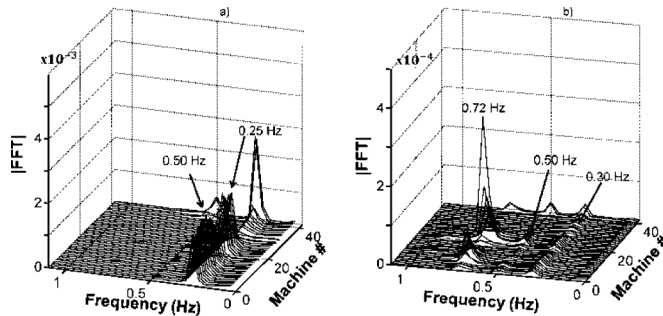 a)
x10⁻³
4
2
0
|FFT|
0.50 Hz
0.25 Hz
1
0.5
0
Frequency (Hz)
0
20
40
Machine #
b)
x10⁻⁴
4
2
1
0
|FFT|
0.72 Hz
0.50 Hz
0.30 Hz
1
0.5
0
Frequency (Hz)
0
20
40
Machine #